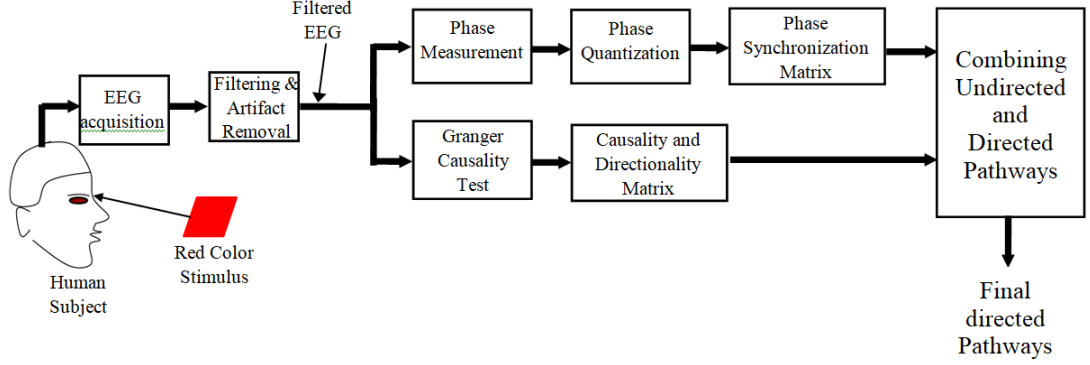 Filtered
EEG
EEG
acquisition
Filtering &
Artifact
Removal
Phase
Measurement
Phase
Quantization
Phase
Synchronization
Matrix
Granger
Causality
Test
Causality and
Directionality
Matrix
Combining
Undirected
and
Directed
Pathways
Red Color
Stimulus
Human
Subject
Final
directed
Pathways